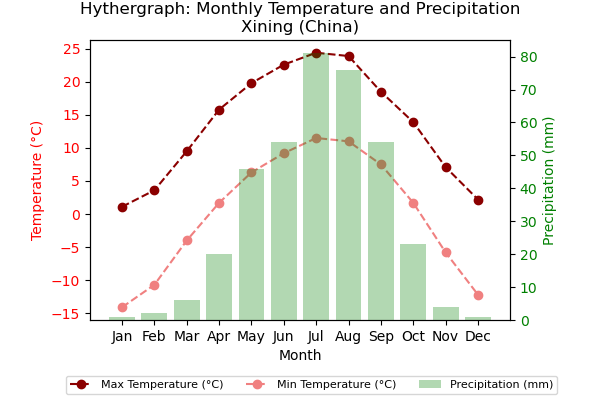 Hythergraph: Monthly Temperature and Precipitation
Xining (China)
Temperature (°C)
25
20
15
10
5
0
−5
−10
−15
80
70
60
50
40
30
20
10
0
Precipitation (mm)
Jan Feb Mar Apr May Jun Jul Aug Sep Oct Nov Dec
Month
Max Temperature (°C) Min Temperature (°C) Precipitation (mm)